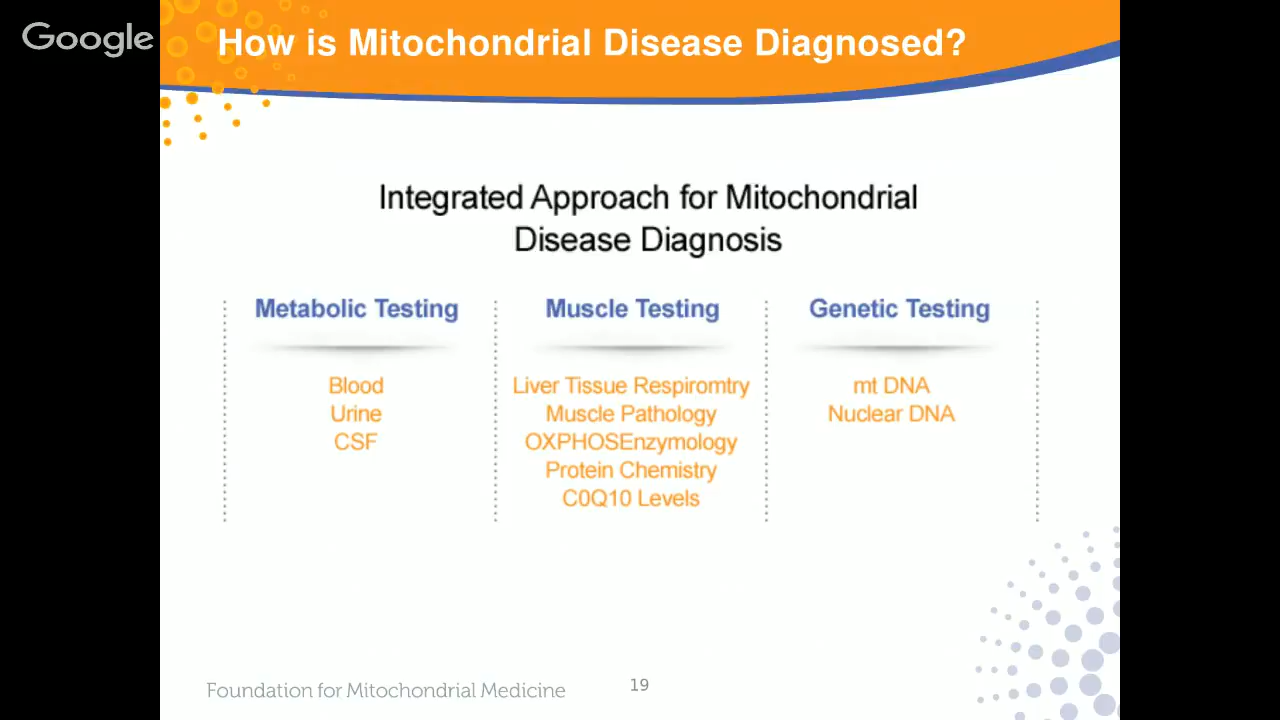 Google
How is Mitochondrial Disease Diagnosed?
Integrated Approach for Mitochondrial
Disease Diagnosis
Metabolic Testing
Blood
Urine
CSF
Muscle Testing
Liver Tissue Respiromtry
Muscle Pathology
OXPHOSEnzymology
Protein Chemistry
C0Q10 Levels
Genetic Testing
mt DNA
Nuclear DNA
Foundation for Mitochondrial Medicine
19